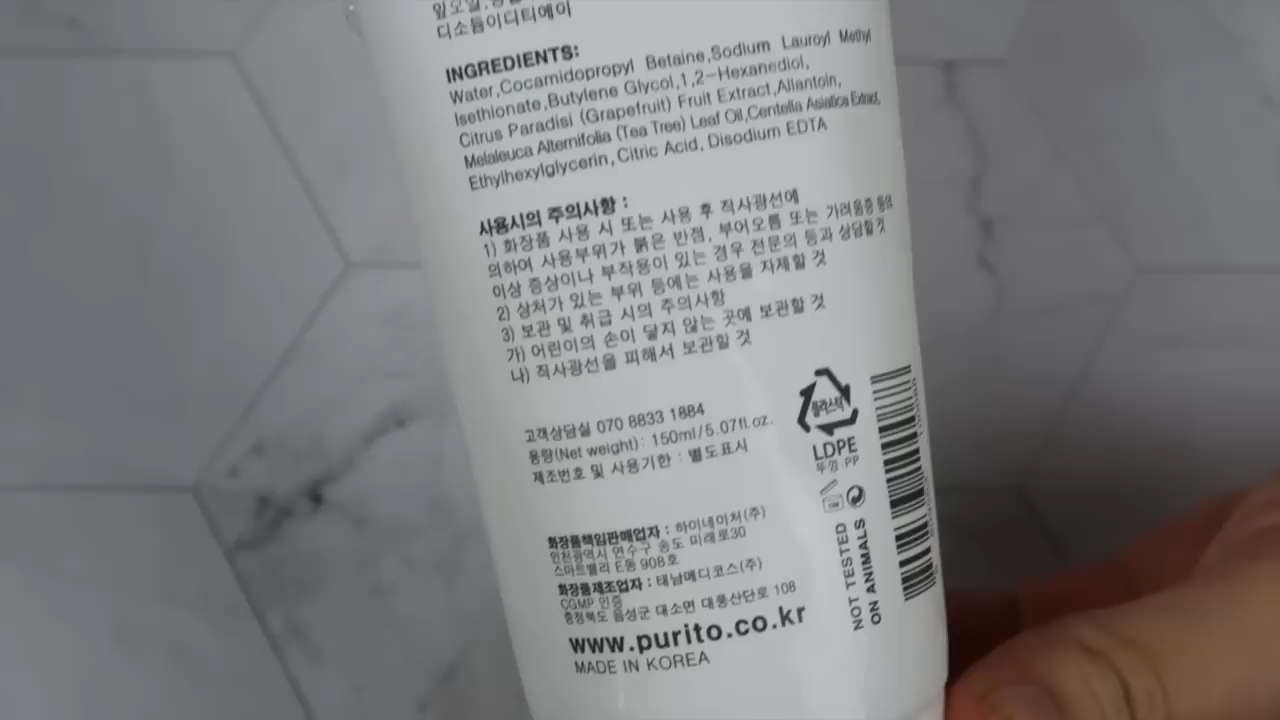 디소듐이디티에이
INGREDIENTS:
Water,Cocamidopropyl Betaine,Sodium Lauroyl Methyl
Isethionate,Butylene Glycol,1,2-Hexanediol,
Citrus Paradisi (Grapefruit) Fruit Extract,Allantoin,
Melaleuca Alternifolia (Tea Tree) Leaf Oil,Centella Asiatica Extract,
Ethylhexylglycerin, Citric Acid, Disodium EDTA
사용시의 주의사항 :
1) 화장품 사용 시 또는 사용 후 직사광선에
의하여 사용부위가 붉은 반점, 부어오름 또는 가려움증 등의
이상 증상이나 부작용이 있는 경우 전문의 등과 상담할 것
2) 상처가 있는 부위 등에는 사용을 자제할 것
3) 보관 및 취급 시의 주의사항
가) 어린이의 손이 닿지 않는 곳에 보관할 것
나) 직사광선을 피해서 보관할 것
고객상담실 070 8833 1884
용량(Net weight) : 150ml/5.07fl.oz.
제조번호 및 사용기한 : 별도표시
플라스틱
LDPE
뚜껑:PP
12M
NOT TESTED
ON ANIMALS
화장품책임판매업자 : 하이네이처(주)
인천광역시 연수구 송도 미래로30
스마트밸리 E동 908호
화장품제조업자 : 태남메디코스(주)
CGMP 인증
충청북도 음성군 대소면 대풍산단로 108
www.purito.co.kr
MADE IN KOREA